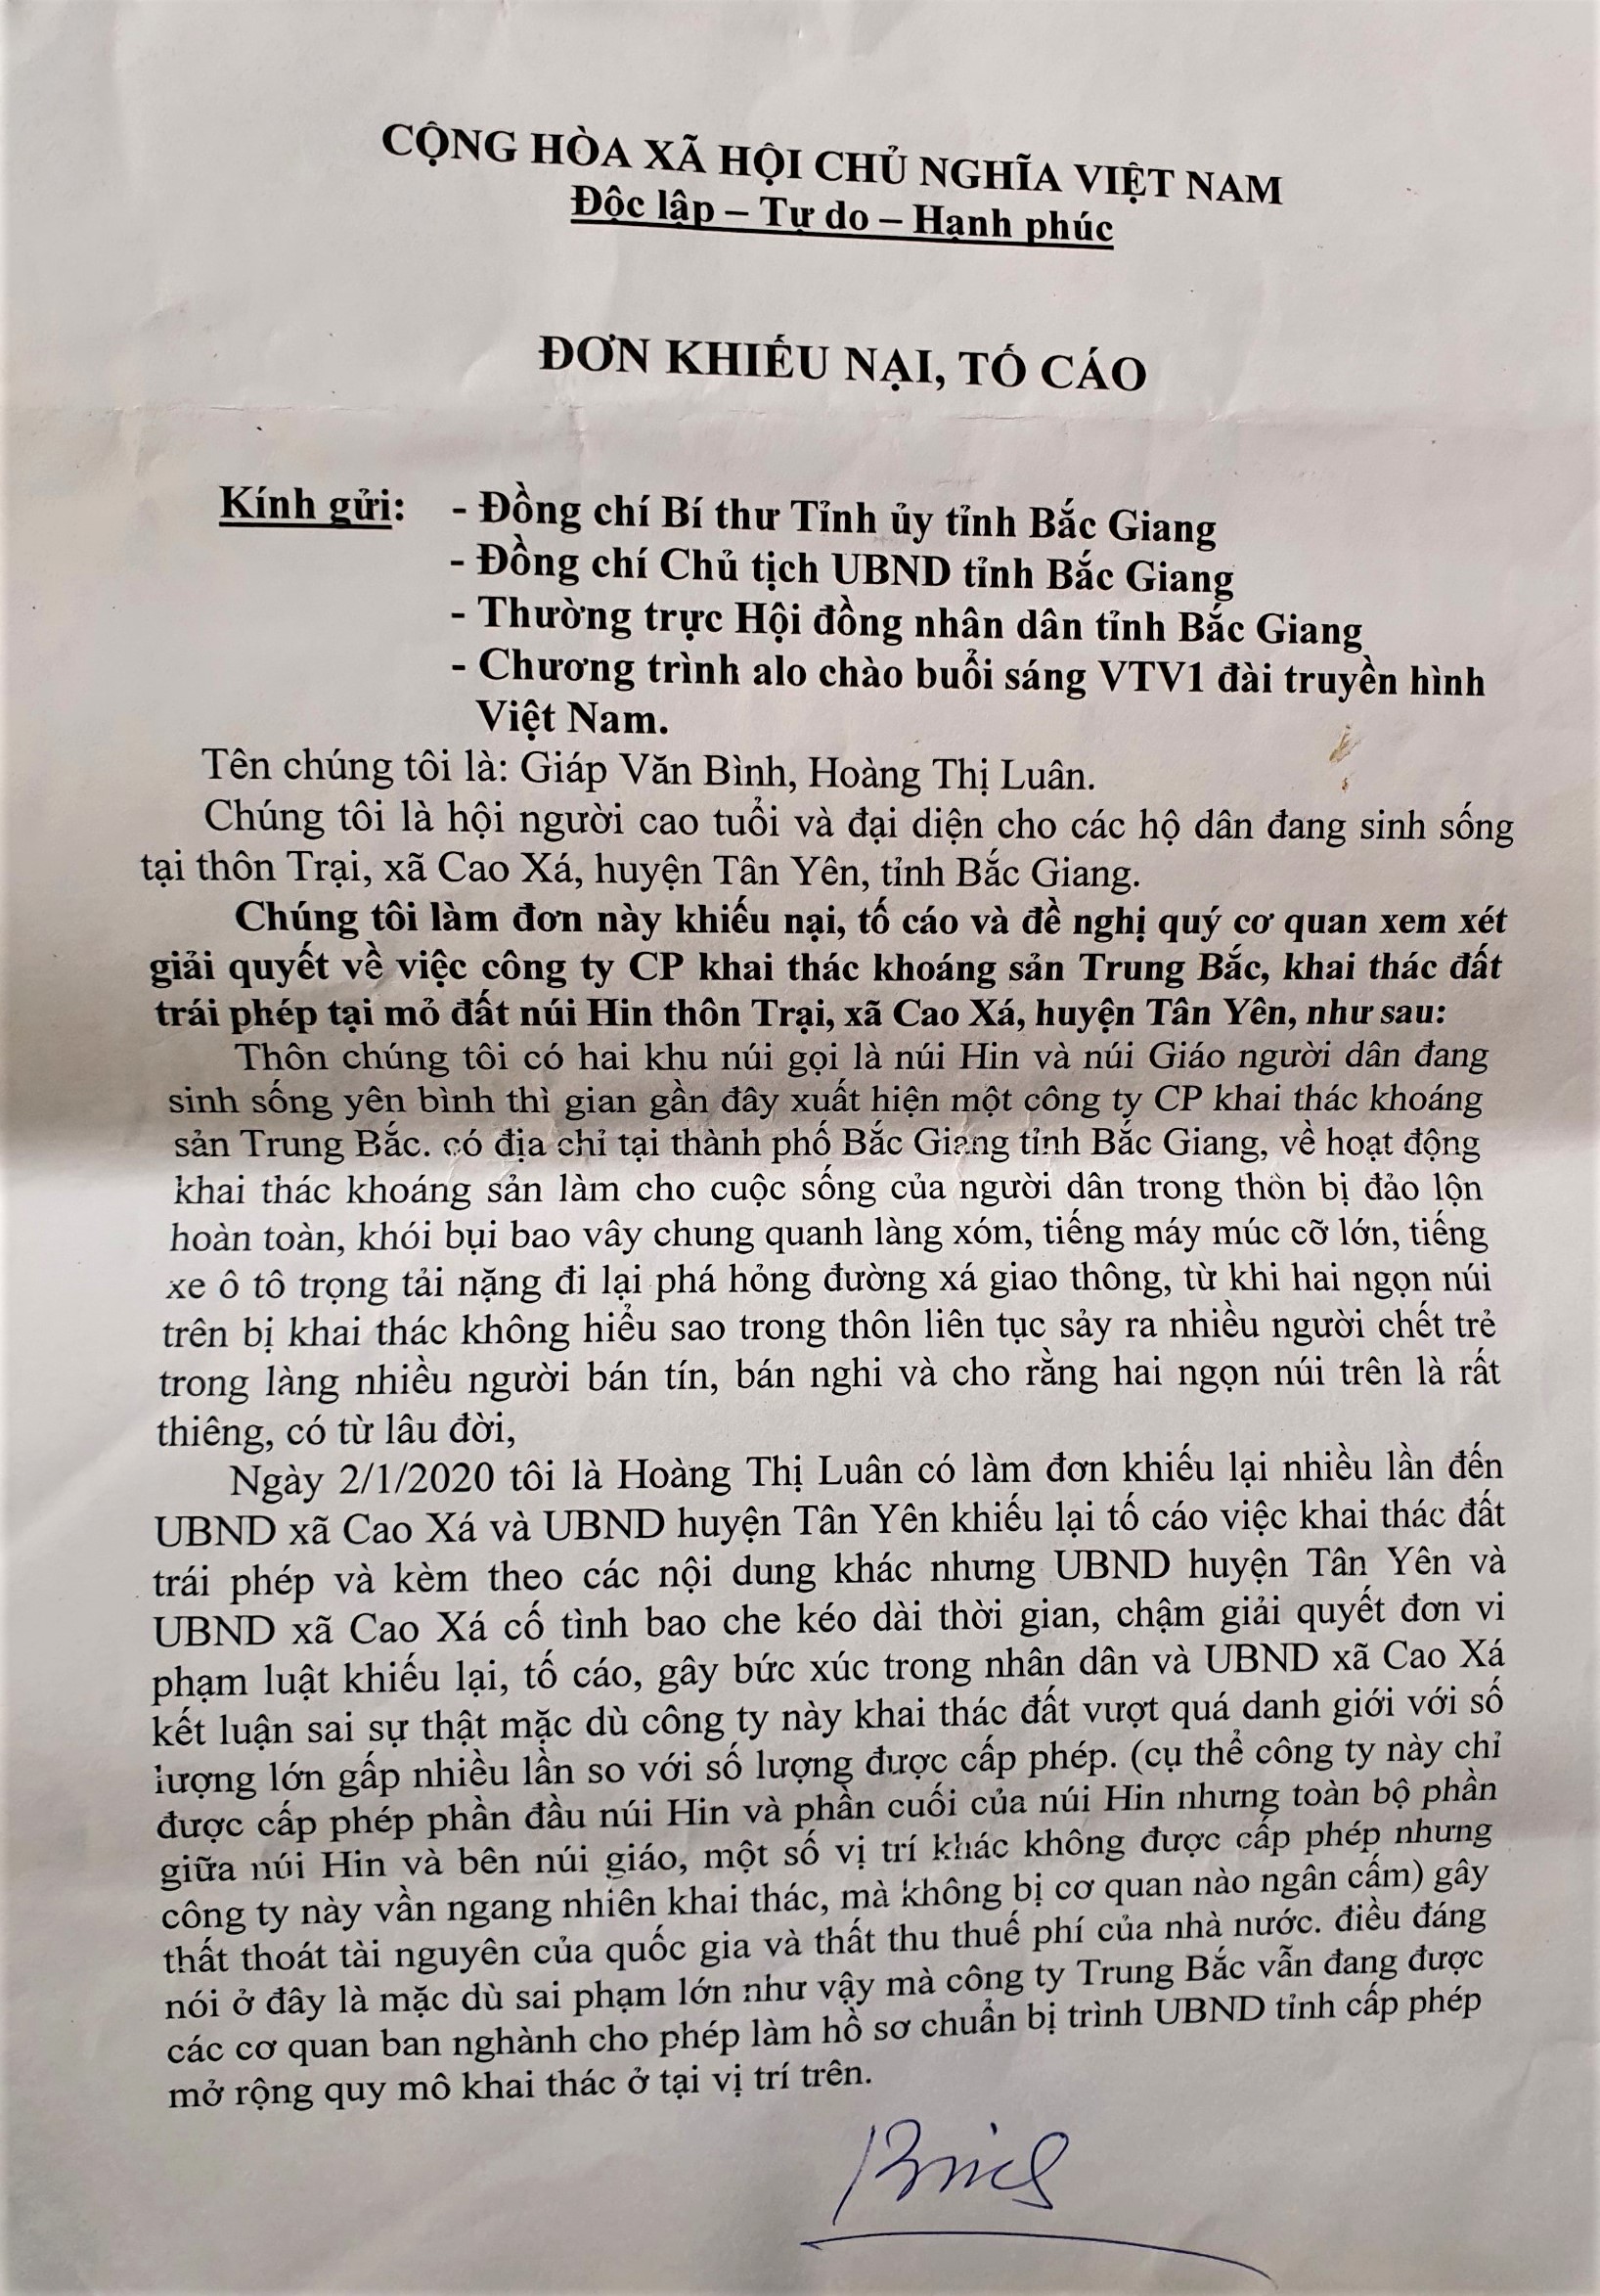 CỘNG HÒA XÃ HỘI CHỦ NGHĨA VIỆT NAM
Độc lập – Tự do – Hạnh phúc
ĐƠN KHIẾU NẠI, TỐ CÁO
Kính gửi: - Đồng chí Bí thư Tỉnh ủy tỉnh Bắc Giang
- Đồng chí Chủ tịch UBND tỉnh Bắc Giang
- Thường trực Hội đồng nhân dân tỉnh Bắc Giang
- Chương trình alo chào buổi sáng VTV1 đài truyền hình
Việt Nam.
Tên chúng tôi là: Giáp Văn Bình, Hoàng Thị Luân.
Chúng tôi là hội người cao tuổi và đại diện cho các hộ dân đang sinh sống
tại thôn Trại, xã Cao Xá, huyện Tân Yên, tỉnh Bắc Giang.
Chúng tôi làm đơn này khiếu nại, tố cáo và đề nghị quý cơ quan xem xét
giải quyết về việc công ty CP khai thác khoáng sản Trung Bắc, khai thác đất
trái phép tại mỏ đất núi Hin thôn Trại, xã Cao Xá, huyện Tân Yên, như sau:
Thôn chúng tôi có hai khu núi gọi là núi Hin và núi Giáo người dân đang
sinh sống yên bình thì gian gần đây xuất hiện một công ty CP khai thác khoáng
sản Trung Bắc. có địa chỉ tại thành phố Bắc Giang tỉnh Bắc Giang, về hoạt động
khai thác khoáng sản làm cho cuộc sống của người dân trong thôn bị đảo lộn
hoàn toàn, khói bụi bao vây chung quanh làng xóm, tiếng máy múc cỡ lớn, tiếng
xe ô tô trọng tải nặng đi lại phá hỏng đường xá giao thông, từ khi hai ngọn núi
trên bị khai thác không hiểu sao trong thôn liên tục sảy ra nhiều người chết trẻ
trong làng nhiều người bán tín, bán nghi và cho rằng hai ngọn núi trên là rất
thiêng, có từ lâu đời,
Ngày 2/1/2020 tôi là Hoàng Thị Luân có làm đơn khiếu lại nhiều lần đến
UBND xã Cao Xá và UBND huyện Tân Yên khiếu lại tố cáo việc khai thác đất
trái phép và kèm theo các nội dung khác nhưng UBND huyện Tân Yên và
UBND xã Cao Xá cố tình bao che kéo dài thời gian, chậm giải quyết đơn vi
phạm luật khiếu lại, tố cáo, gây bức xúc trong nhân dân và UBND xã Cao Xá
kết luận sai sự thật mặc dù công ty này khai thác đất vượt quá danh giới với số
lượng lớn gấp nhiều lần so với số lượng được cấp phép. (cụ thể công ty này chỉ
được cấp phép phần đầu núi Hin và phần cuối của núi Hin nhưng toàn bộ phần
giữa núi Hin và bên núi giáo, một số vị trí khác không được cấp phép nhưng
công ty này vần ngang nhiên khai thác, mà không bị cơ quan nào ngân cấm) gây
thất thoát tài nguyên của quốc gia và thất thu thuế phí của nhà nước. điều đáng
nói ở đây là mặc dù sai phạm lớn như vậy mà công ty Trung Bắc vẫn đang được
các cơ quan ban nghành cho phép làm hồ sơ chuẩn bị trình UBND tỉnh cấp phép
mở rộng quy mô khai thác ở tại vị trí trên.